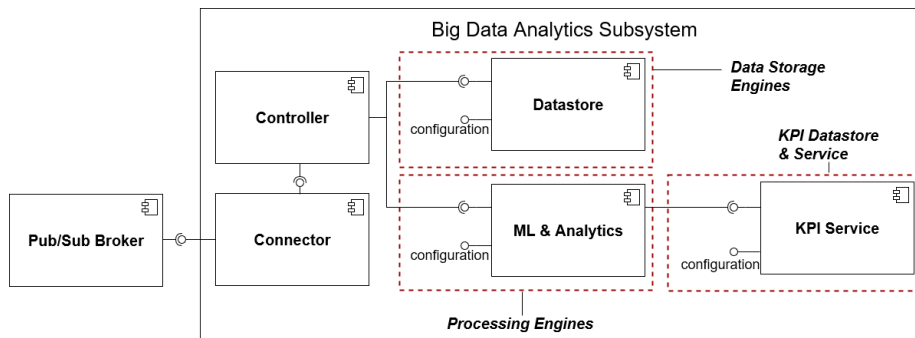 Big Data Analytics Subsystem
Controller
Datastore
configuration
Data Storage
Engines
KPI Datastore
& Service
Pub/Sub Broker
Connector
ML & Analytics
configuration
KPI Service
configuration
Processing Engines